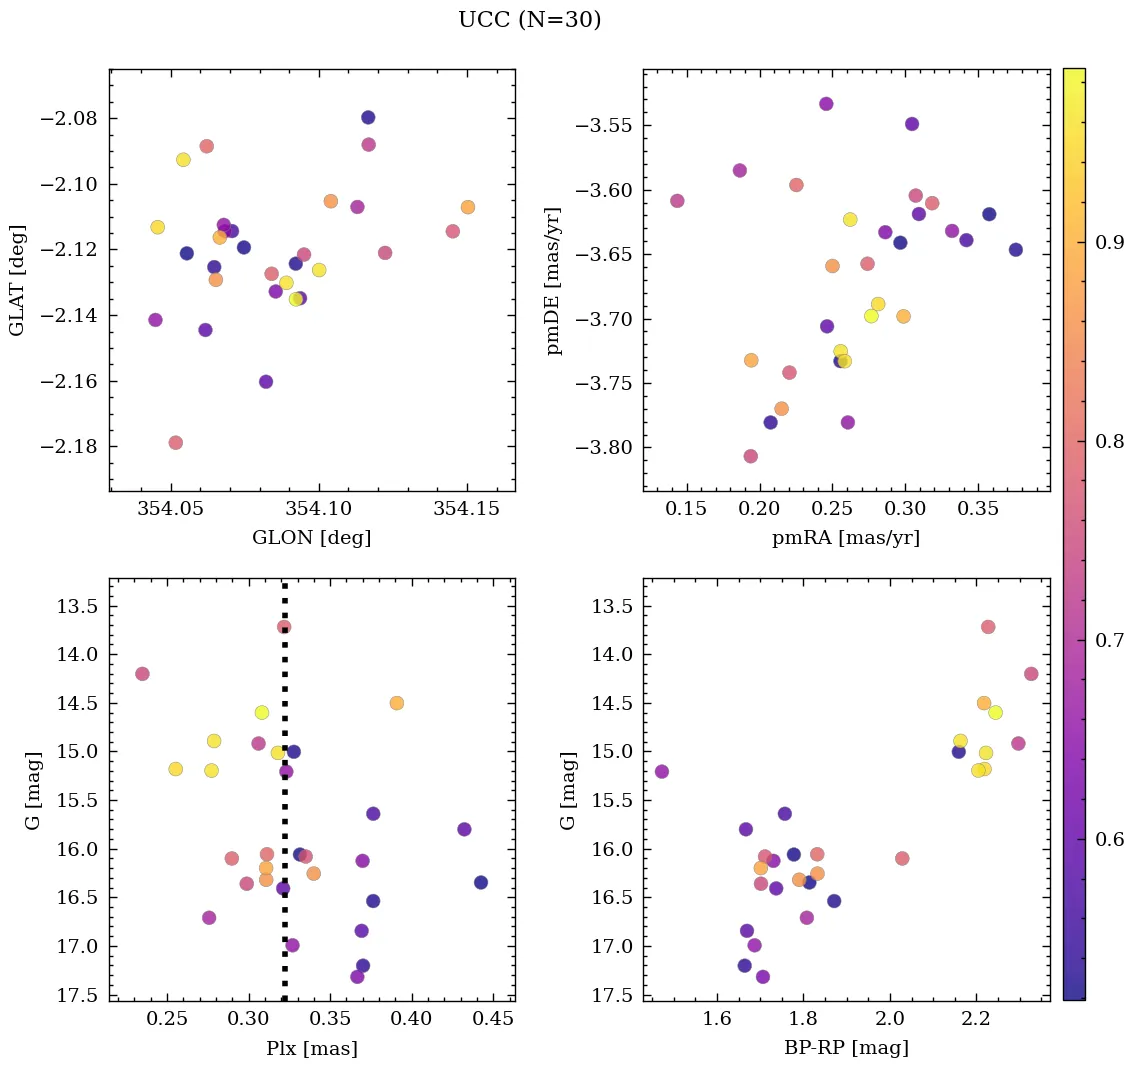 UCC (N=30)
−2.08
−2.10
−2.12
−2.14
−2.16
−2.18
GLAT [deg]
354.05 354.10 354.15
GLON [deg]
−3.55
−3.60
−3.65
−3.70
−3.75
−3.80
pmDE [mas/yr]
0.15 0.20 0.25 0.30 0.35
pmRA [mas/yr]
13.5
14.0
14.5
15.0
15.5
16.0
16.5
17.0
17.5
G [mag]
0.25 0.30 0.35 0.40 0.45
Plx [mas]
13.5
14.0
14.5
15.0
15.5
16.0
16.5
17.0
17.5
G [mag]
1.6 1.8 2.0 2.2
BP-RP [mag]
0.9
0.8
0.7
0.6